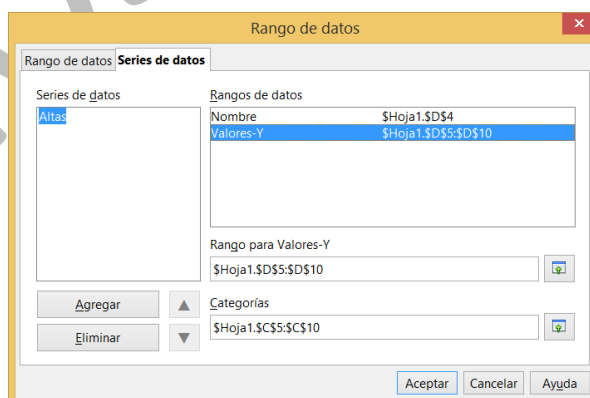 Rango de datos
Rango de datos Series de datos
Series de datos
Altas
Rangos de datos
Nombre $Hoja1.$D$4
Valores-Y $Hoja1.$D$5:$D$10
Rango para Valores-Y
$Hoja1.$D$5:$D$10
Agregar
Eliminar
Categorías
$Hoja1.$C$5:$C$10
Aceptar Cancelar Ayuda